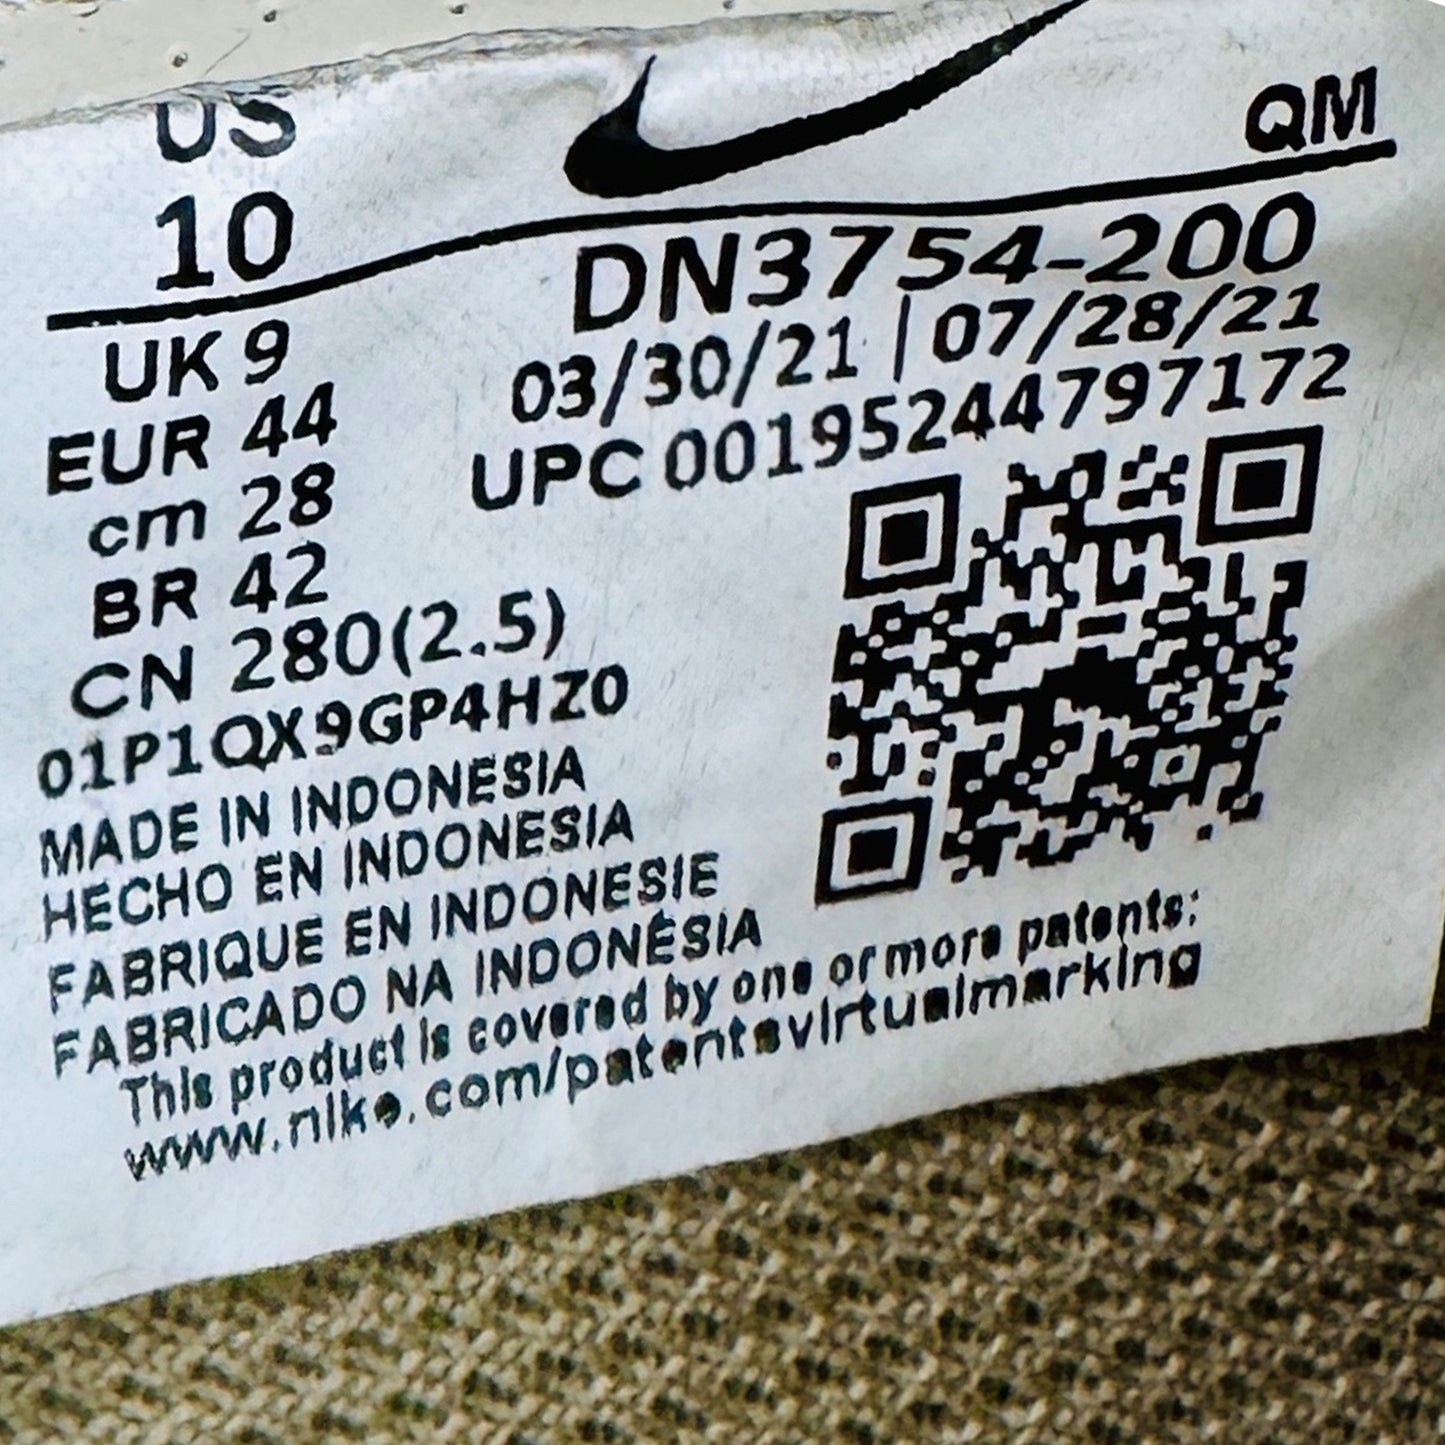 US
10
QM
UK 9
EUR 44
cm 28
BR 42
CN 280(2.5)
DN3754-200
03/30/21 | 07/28/21
UPC 00195244797172
01P1QX9GP4HZ0
MADE IN INDONESIA
HECHO EN INDONESIA
FABRIQUE EN INDONESIE
FABRICADO NA INDONÉSIA
This product is covered by one or more patents:
www.nike.com/patentsvirtualmarking